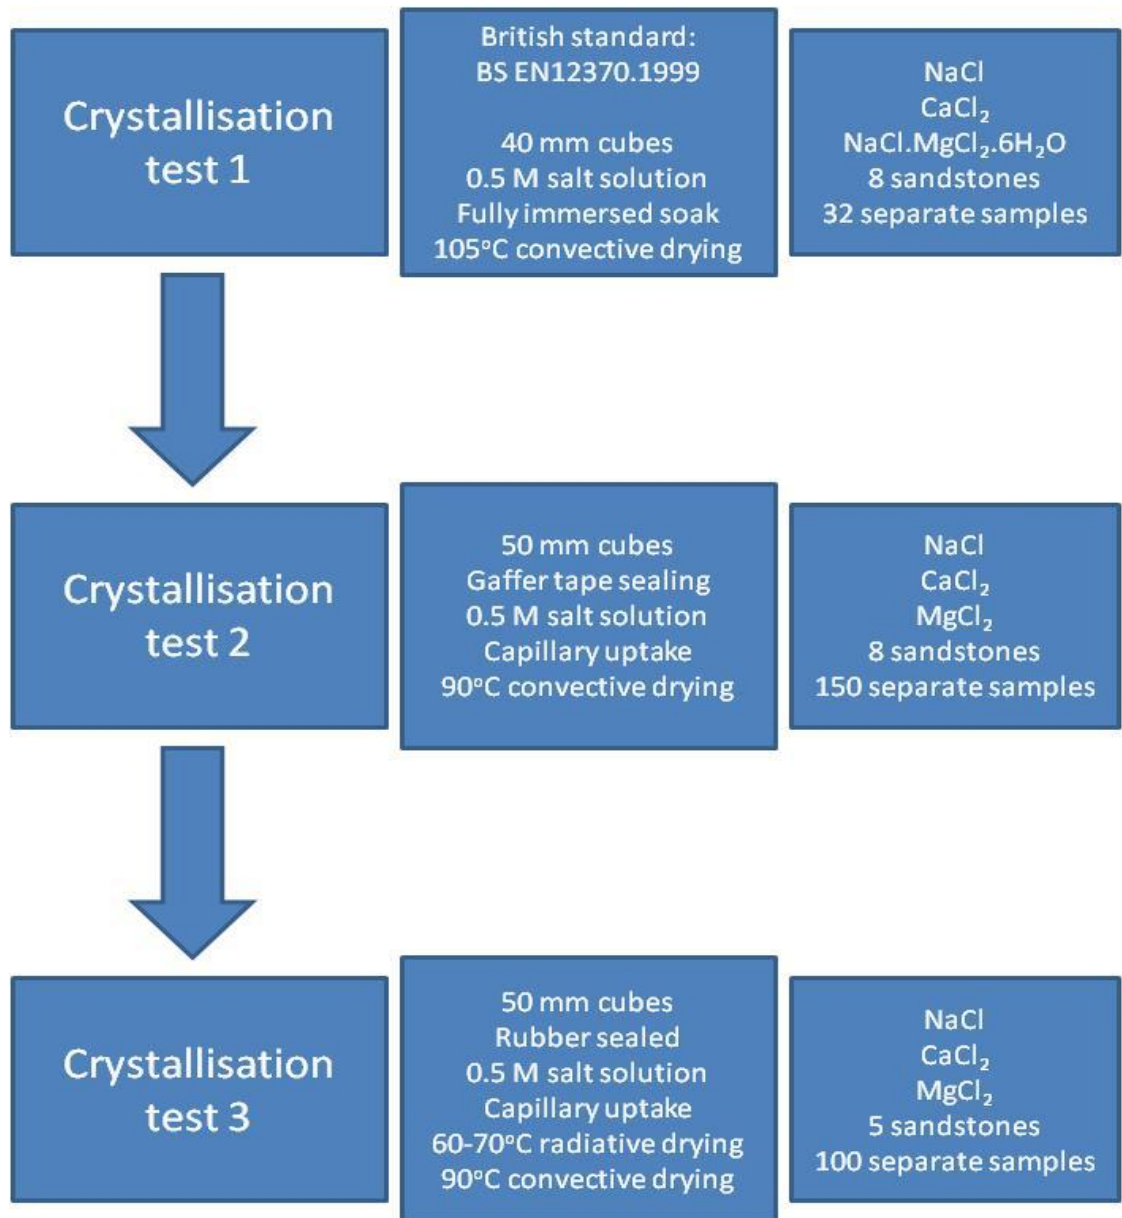 Crystallisation
test 1
British standard:
BS EN12370.1999
40 mm cubes
0.5 M salt solution
Fully immersed soak
105°C convective drying
NaCl
CaCl₂
NaCl.MgCl₂.6H₂O
8 sandstones
32 separate samples
Crystallisation
test 2
50 mm cubes
Gaffer tape sealing
0.5 M salt solution
Capillary uptake
90°C convective drying
NaCl
CaCl₂
MgCl₂
8 sandstones
150 separate samples
Crystallisation
test 3
50 mm cubes
Rubber sealed
0.5 M salt solution
Capillary uptake
60-70°C radiative drying
90°C convective drying
NaCl
CaCl₂
MgCl₂
5 sandstones
100 separate samples